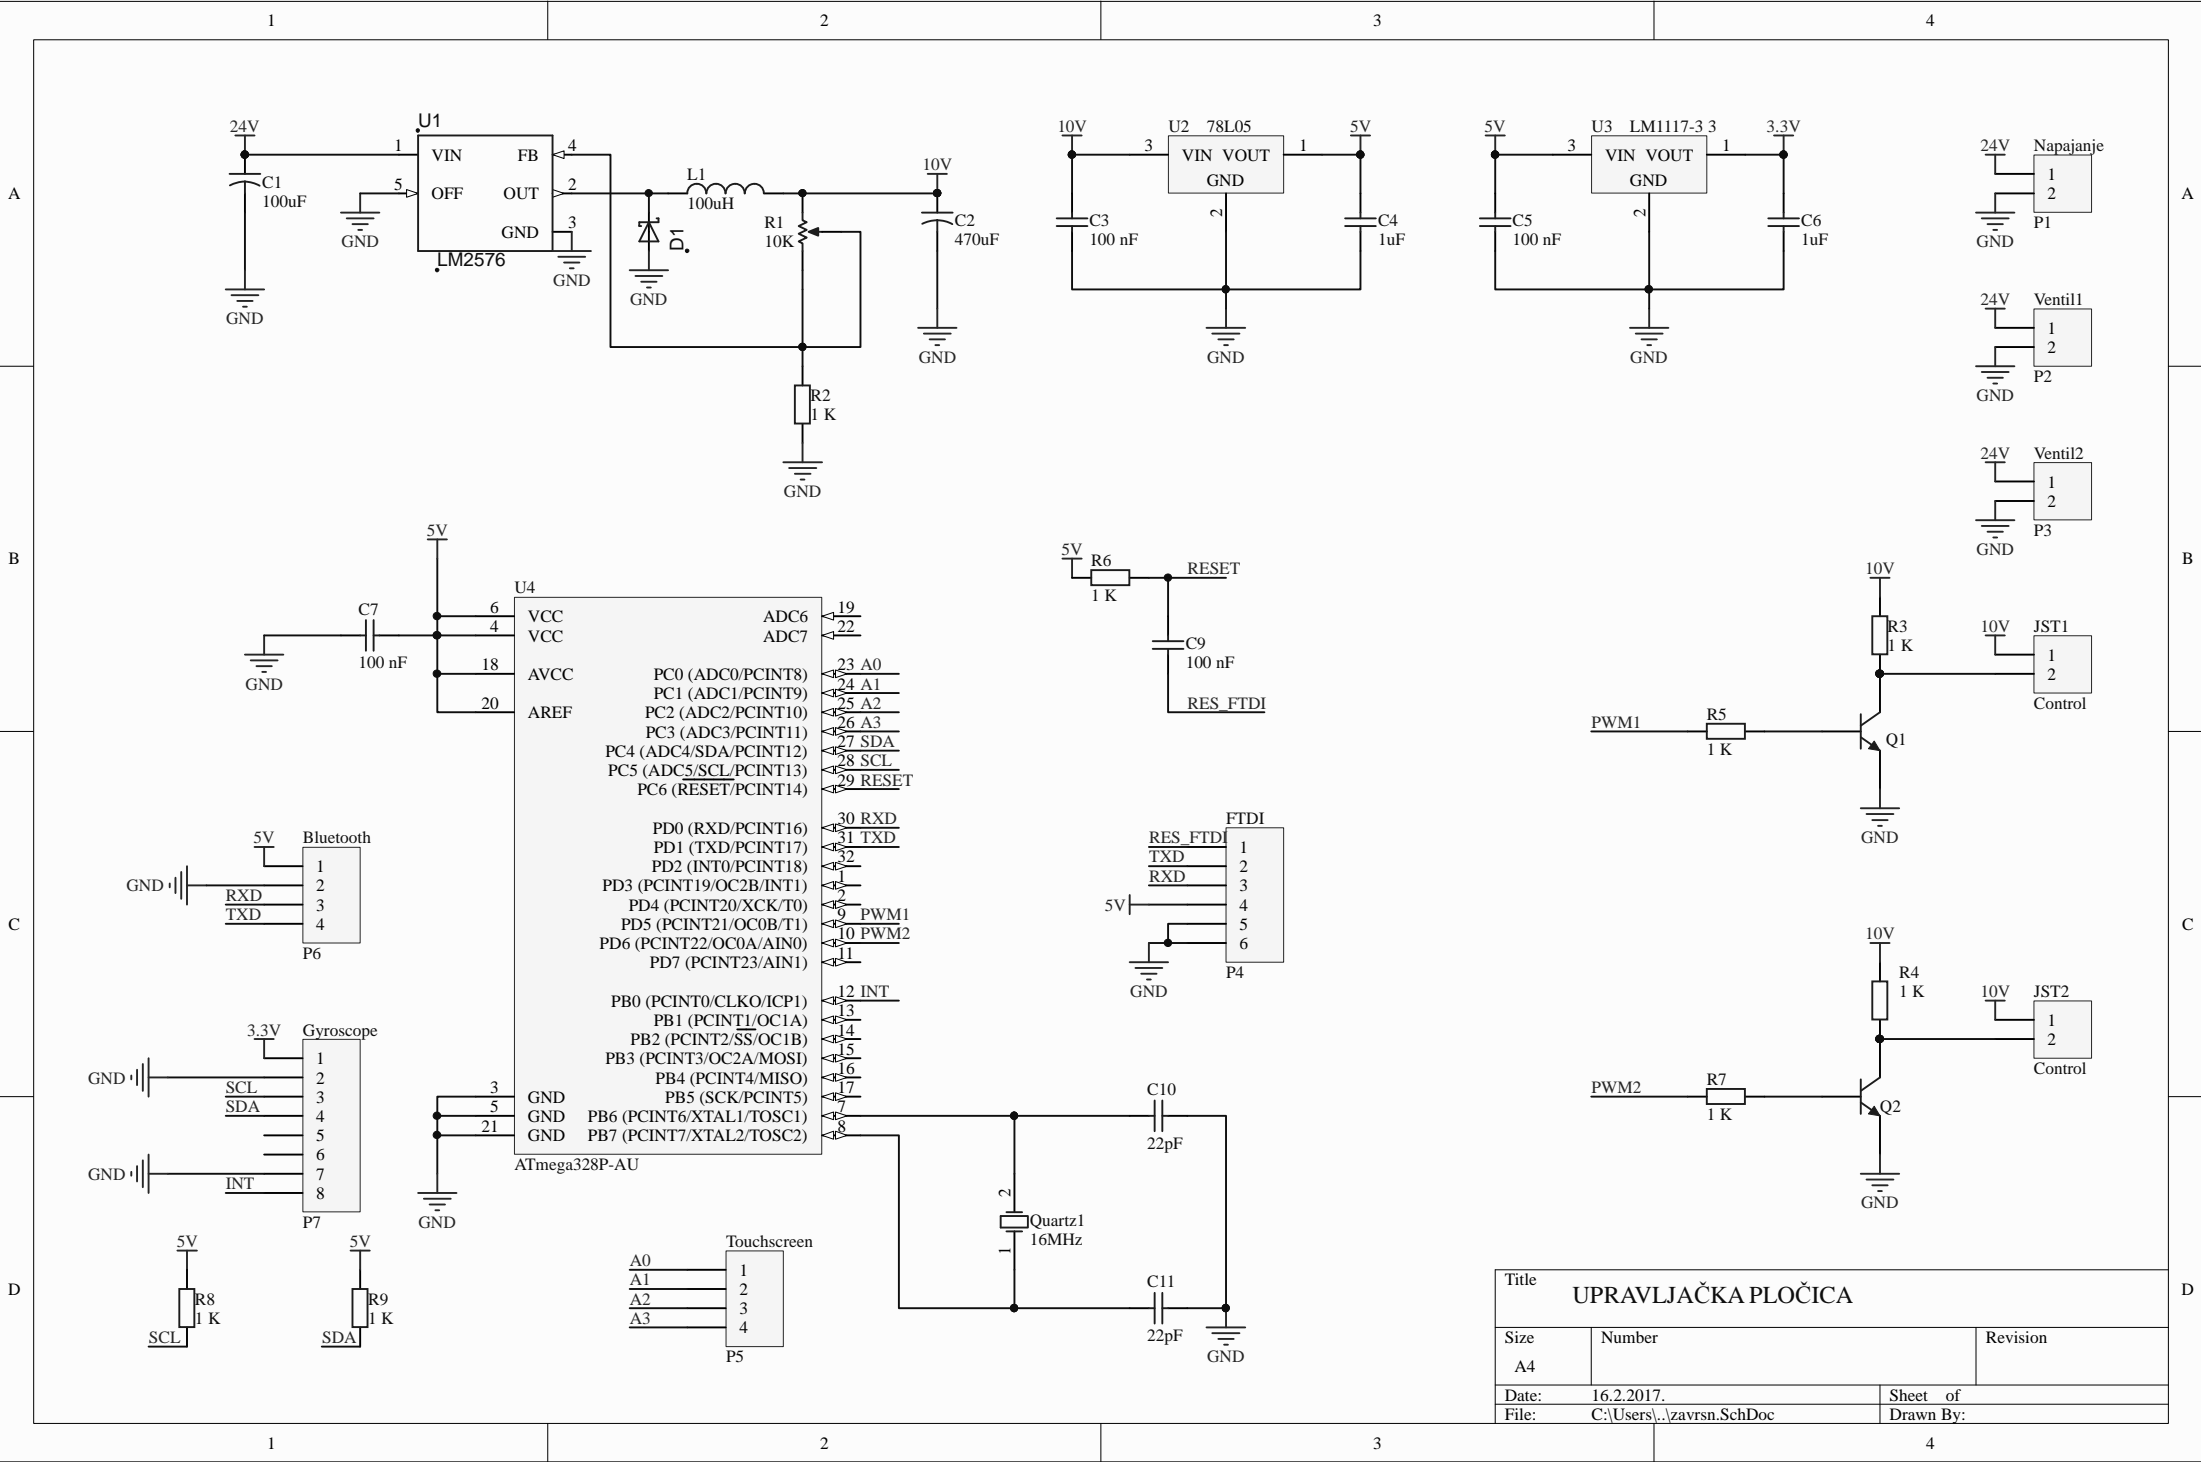 1 2 3 4
A A
B B
C C
D D
U1
24V
1 VIN FB 4
5 OFF OUT 2
GND 3
LM2576
C1
100uF
GND
GND
GND
D1
GND
L1
100uH
R1
10K
10V
C2
470uF
GND
R2
1 K
GND
10V
U2 78L05
5V
3 VIN VOUT 1
GND
2
C3
100 nF
C4
1uF
GND
5V
U3 LM1117-3 3
3.3V
3 VIN VOUT 1
GND
2
C5
100 nF
C6
1uF
GND
24V Napajanje
1
2
GND P1
24V Ventil1
1
2
GND P2
24V Ventil2
1
2
GND P3
5V
C7
100 nF
GND
U4
6 VCC
4 VCC
18 AVCC
20 AREF
3 GND
5 GND
21 GND
GND
ADC6 19
ADC7 22
PC0 (ADC0/PCINT8) 23 A0
PC1 (ADC1/PCINT9) 24 A1
PC2 (ADC2/PCINT10) 25 A2
PC3 (ADC3/PCINT11) 26 A3
PC4 (ADC4/SDA/PCINT12) 27 SDA
PC5 (ADC5/SCL/PCINT13) 28 SCL
PC6 (RESET/PCINT14) 29 RESET
PD0 (RXD/PCINT16) 30 RXD
PD1 (TXD/PCINT17) 31 TXD
PD2 (INT0/PCINT18) 32
PD3 (PCINT19/OC2B/INT1) 1
PD4 (PCINT20/XCK/T0) 2
PD5 (PCINT21/OC0B/T1) 9 PWM1
PD6 (PCINT22/OC0A/AIN0) 10 PWM2
PD7 (PCINT23/AIN1) 11
PB0 (PCINT0/CLKO/ICP1) 12 INT
PB1 (PCINT1/OC1A) 13
PB2 (PCINT2/SS/OC1B) 14
PB3 (PCINT3/OC2A/MOSI) 15
PB4 (PCINT4/MISO) 16
PB5 (SCK/PCINT5) 17
PB6 (PCINT6/XTAL1/TOSC1) 7
PB7 (PCINT7/XTAL2/TOSC2) 8
ATmega328P-AU
5V R6
1 K
RESET
C9
100 nF
RES_FTDI
10V
R3
1 K
10V JST1
1
2
Control
PWM1 R5
1 K
Q1
GND
5V Bluetooth
1
GND 2
RXD 3
TXD 4
P6
FTDI
RES_FTDI 1
TXD 2
RXD 3
5V 4
5
6
GND P4
10V
R4
1 K
10V JST2
1
2
Control
PWM2 R7
1 K
Q2
GND
3.3V Gyroscope
1
GND 2
SCL 3
SDA 4
5
6
GND 7
INT 8
P7
C10
22pF
2
Quartz1
16MHz
1
C11
22pF
GND
5V
R8
1 K
SCL
5V
R9
1 K
SDA
Touchscreen
A0 1
A1 2
A2 3
A3 4
P5
Title
UPRAVLJAČKA PLOČICA
Size Number Revision
A4
Date: 16.2.2017. Sheet of
File: C:\Users\..\zavrsn.SchDoc Drawn By:
1 2 3 4